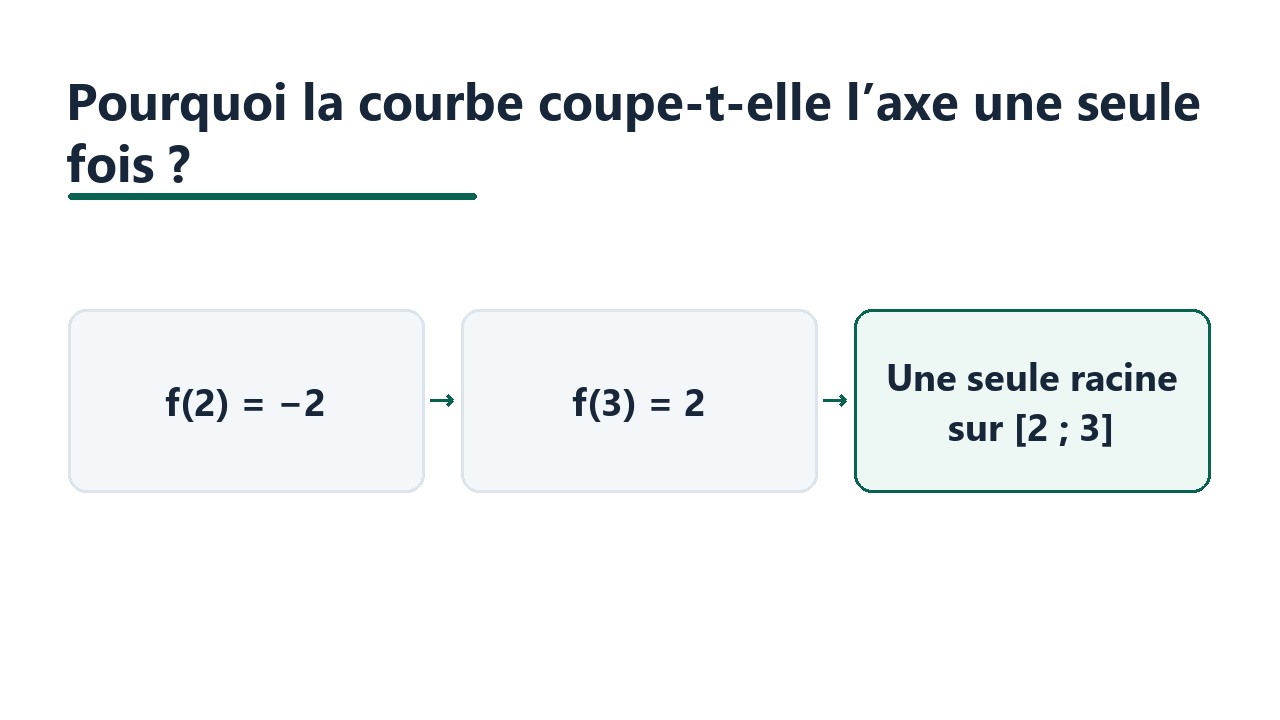 Pourquoi la courbe coupe-t-elle l’axe une seule
fois ?
f(2) = −2
→
f(3) = 2
→
Une seule racine
sur [2 ; 3]